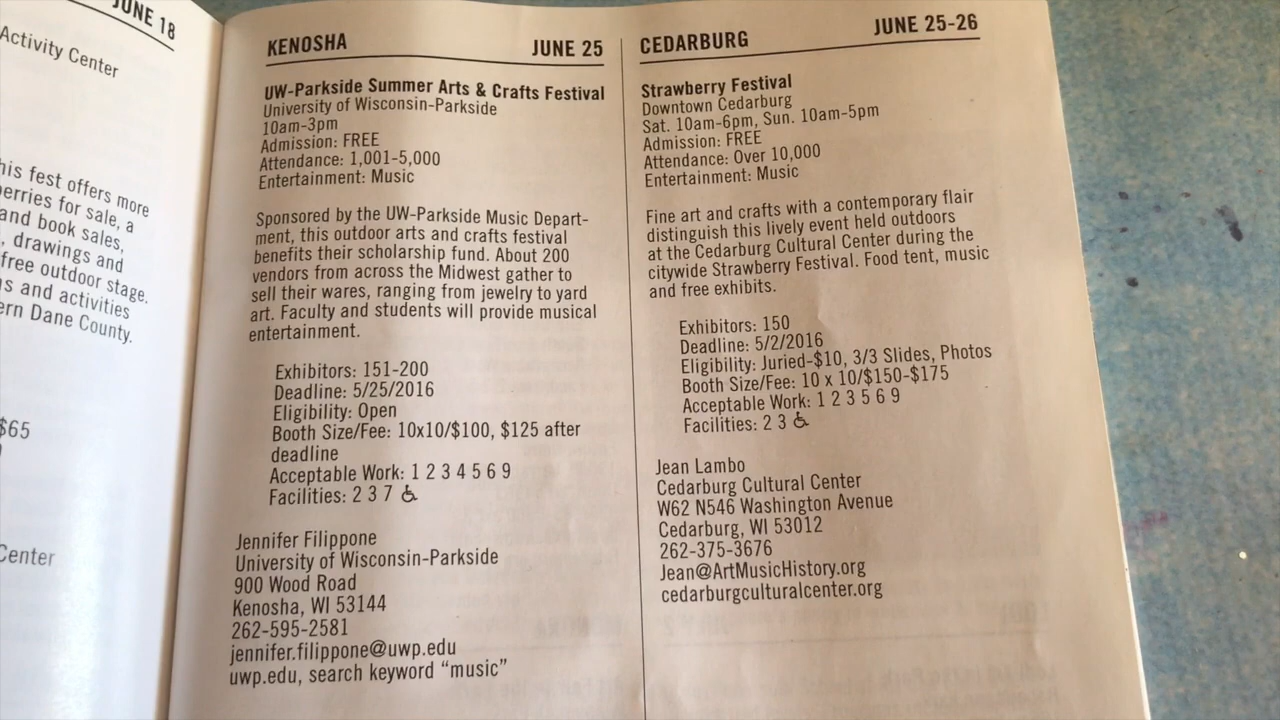 JUNE 18
Activity Center
his fest offers more
erries for sale, a
and book sales,
, drawings and
free outdoor stage.
s and activities
ern Dane County.
$65
Center
KENOSHA JUNE 25
UW-Parkside Summer Arts & Crafts Festival
University of Wisconsin-Parkside
10am-3pm
Admission: FREE
Attendance: 1,001-5,000
Entertainment: Music
Sponsored by the UW-Parkside Music Depart-
ment, this outdoor arts and crafts festival
benefits their scholarship fund. About 200
vendors from across the Midwest gather to
sell their wares, ranging from jewelry to yard
art. Faculty and students will provide musical
entertainment.
Exhibitors: 151-200
Deadline: 5/25/2016
Eligibility: Open
Booth Size/Fee: 10x10/$100, $125 after
deadline
Acceptable Work: 1 2 3 4 5 6 9
Facilities: 2 3 7 ♿
Jennifer Filippone
University of Wisconsin-Parkside
900 Wood Road
Kenosha, WI 53144
262-595-2581
jennifer.filippone@uwp.edu
uwp.edu, search keyword “music”
CEDARBURG JUNE 25-26
Strawberry Festival
Downtown Cedarburg
Sat. 10am-6pm, Sun. 10am-5pm
Admission: FREE
Attendance: Over 10,000
Entertainment: Music
Fine art and crafts with a contemporary flair
distinguish this lively event held outdoors
at the Cedarburg Cultural Center during the
citywide Strawberry Festival. Food tent, music
and free exhibits.
Exhibitors: 150
Deadline: 5/2/2016
Eligibility: Juried-$10, 3/3 Slides, Photos
Booth Size/Fee: 10 x 10/$150-$175
Acceptable Work: 1 2 3 5 6 9
Facilities: 2 3 ♿
Jean Lambo
Cedarburg Cultural Center
W62 N546 Washington Avenue
Cedarburg, WI 53012
262-375-3676
Jean@ArtMusicHistory.org
cedarburgculturalcenter.org